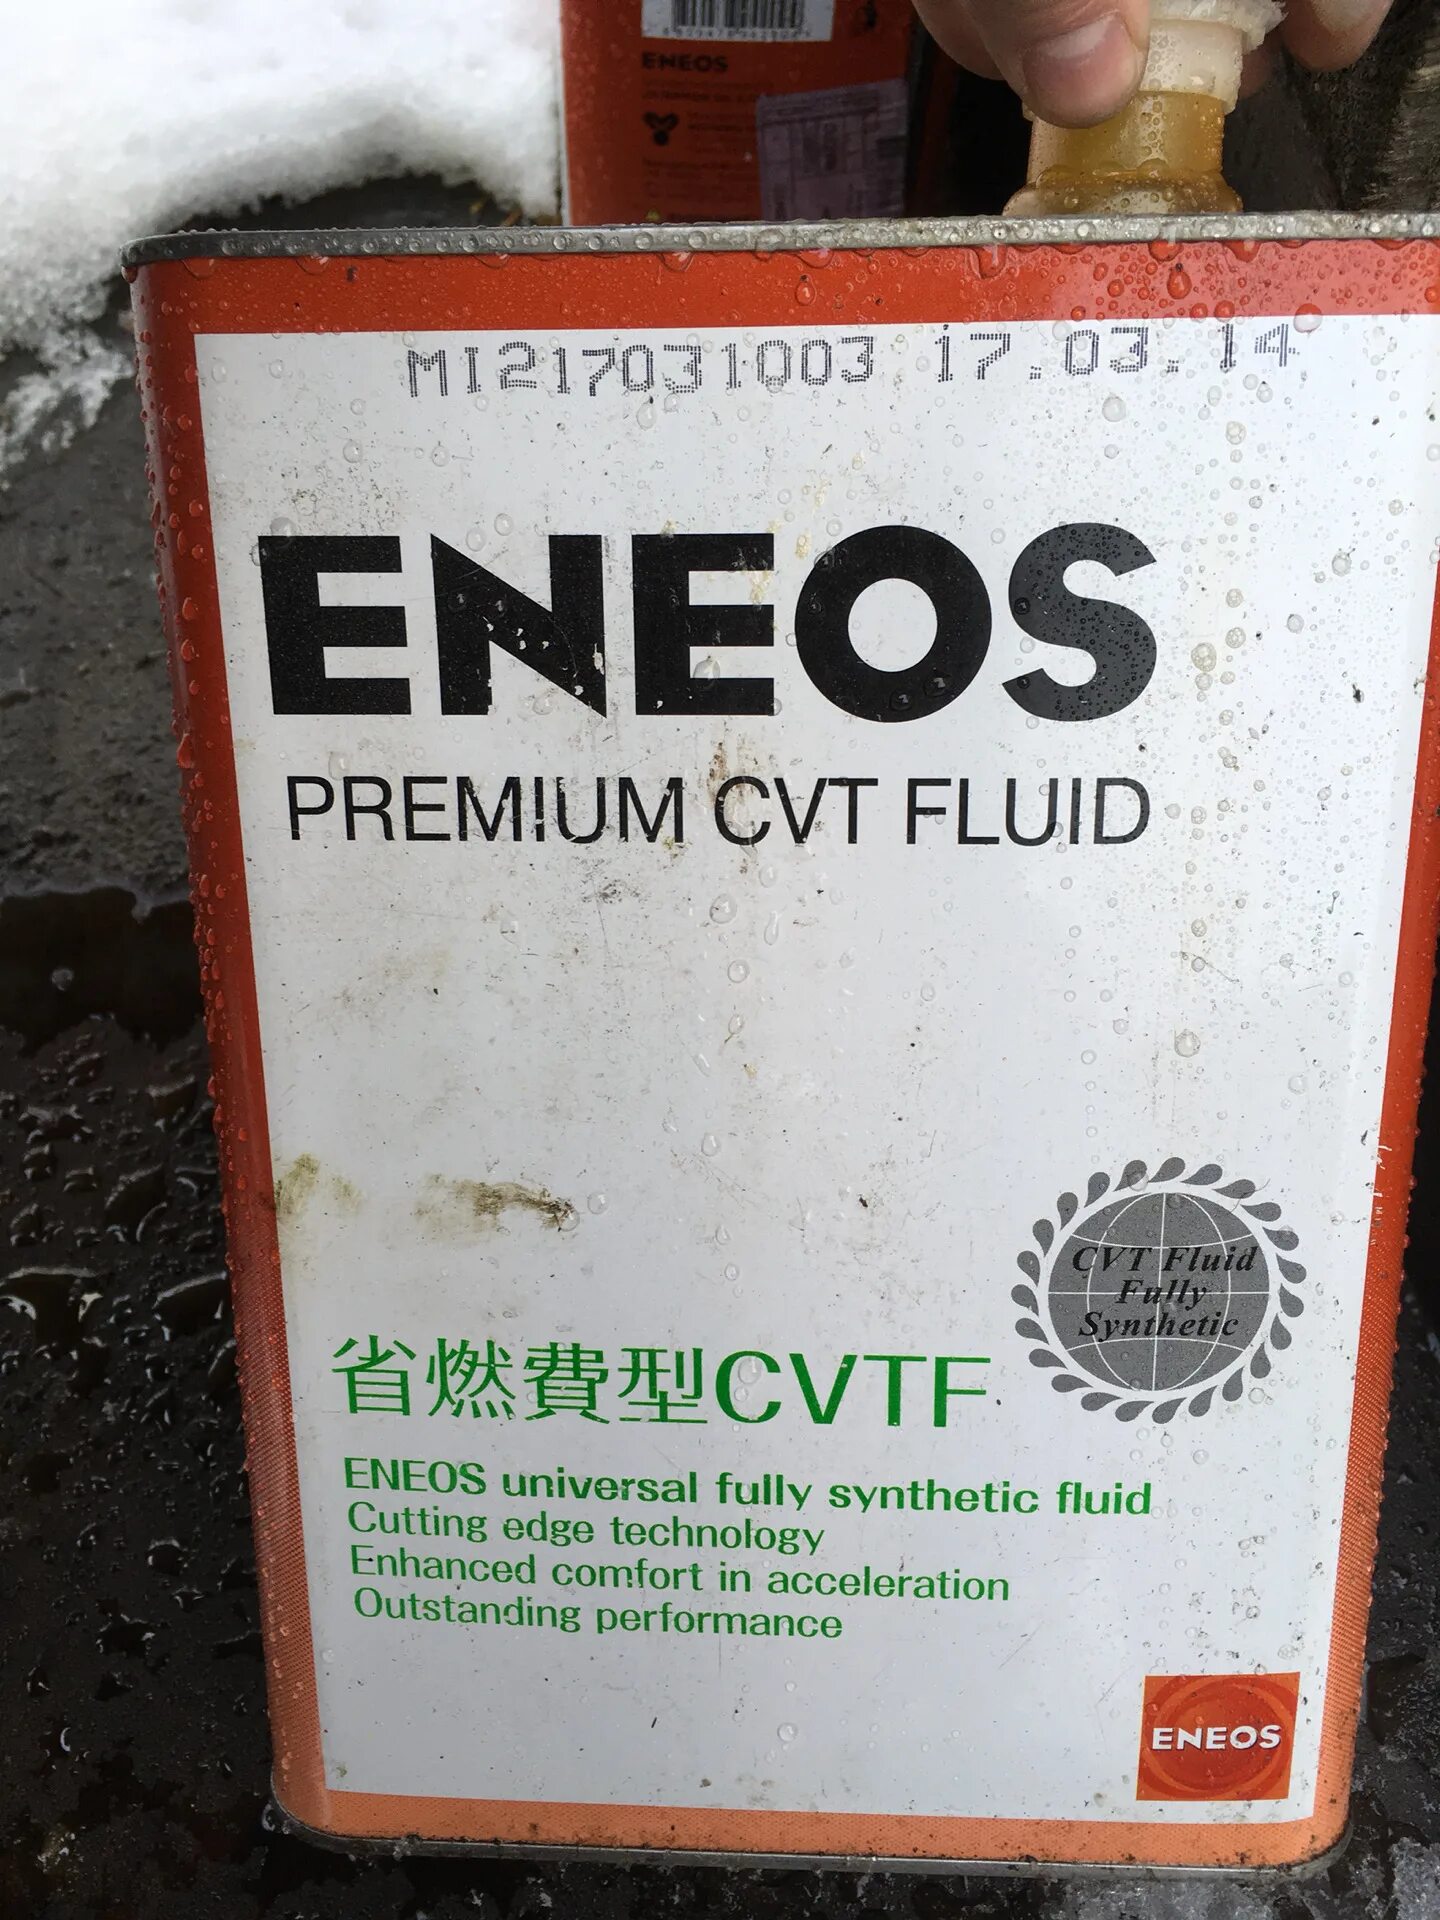 ENEOS
MI217031003 17.03.14
ENEOS
PREMIUM CVT FLUID
CVT Fluid
Fully
Synthetic
省燃費型CVTF
ENEOS universal fully synthetic fluid
Cutting edge technology
Enhanced comfort in acceleration
Outstanding performance
ENEOS